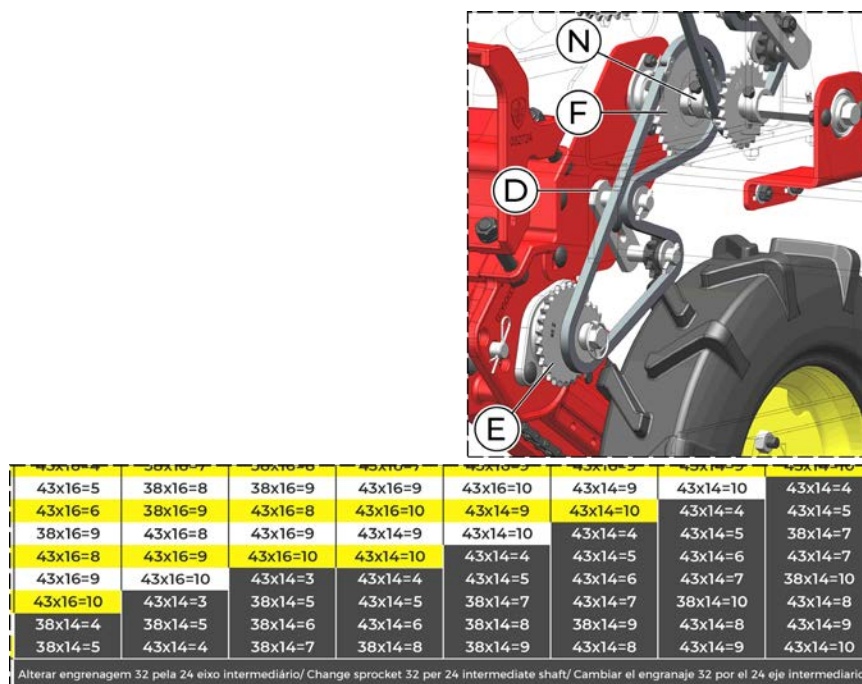 N
F
D
E
43x16=5 38x16=8 38x16=9 43x16=9 43x16=10 43x14=9 43x14=10 43x14=4
43x16=6 38x16=9 43x16=8 43x16=10 43x14=9 43x14=10 43x14=4 43x14=5
38x16=9 43x16=8 43x16=9 43x14=9 43x14=10 43x14=4 43x14=5 38x14=7
43x16=8 43x16=9 43x16=10 43x14=10 43x14=4 43x14=5 43x14=6 43x14=7
43x16=9 43x16=10 43x14=3 43x14=4 43x14=5 43x14=6 43x14=7 38x14=10
43x16=10 43x14=3 38x14=5 43x14=5 38x14=7 43x14=7 38x14=10 43x14=8
38x14=4 38x14=5 38x14=6 43x14=6 38x14=8 38x14=9 43x14=8 43x14=9
38x14=5 43x14=4 38x14=7 38x14=8 38x14=9 43x14=8 43x14=9 43x14=10
Alterar engrenagem 32 pela 24 eixo intermediário/ Change sprocket 32 per 24 intermediate shaft/ Cambiar el engranaje 32 por el 24 eje intermediario